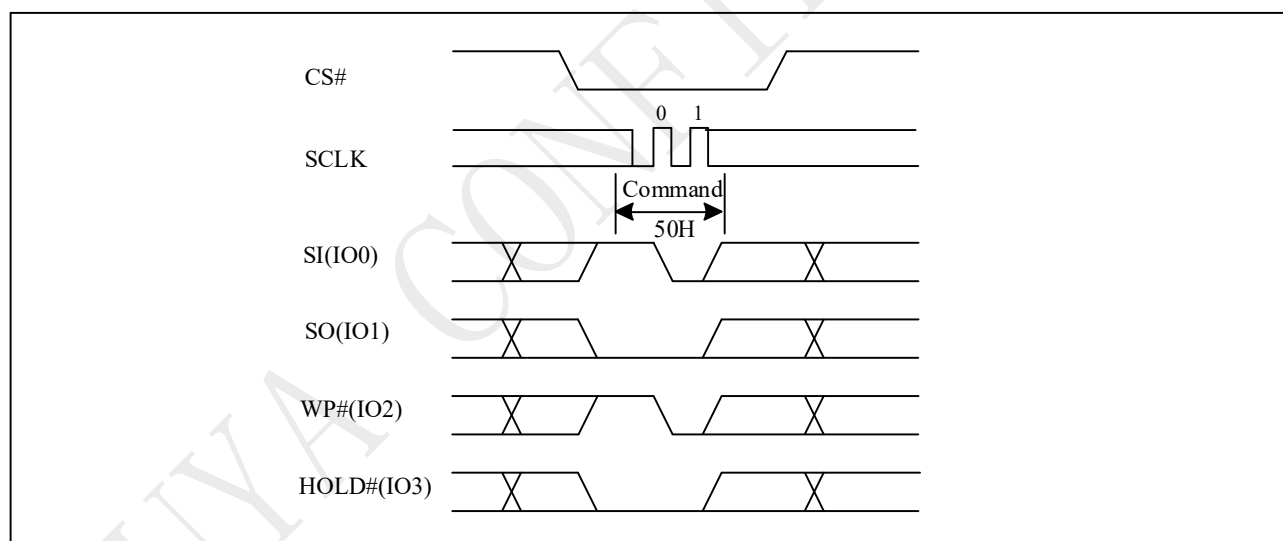 CS#
0 1
SCLK
Command
50H
SI(IO0)
SO(IO1)
WP#(IO2)
HOLD#(IO3)